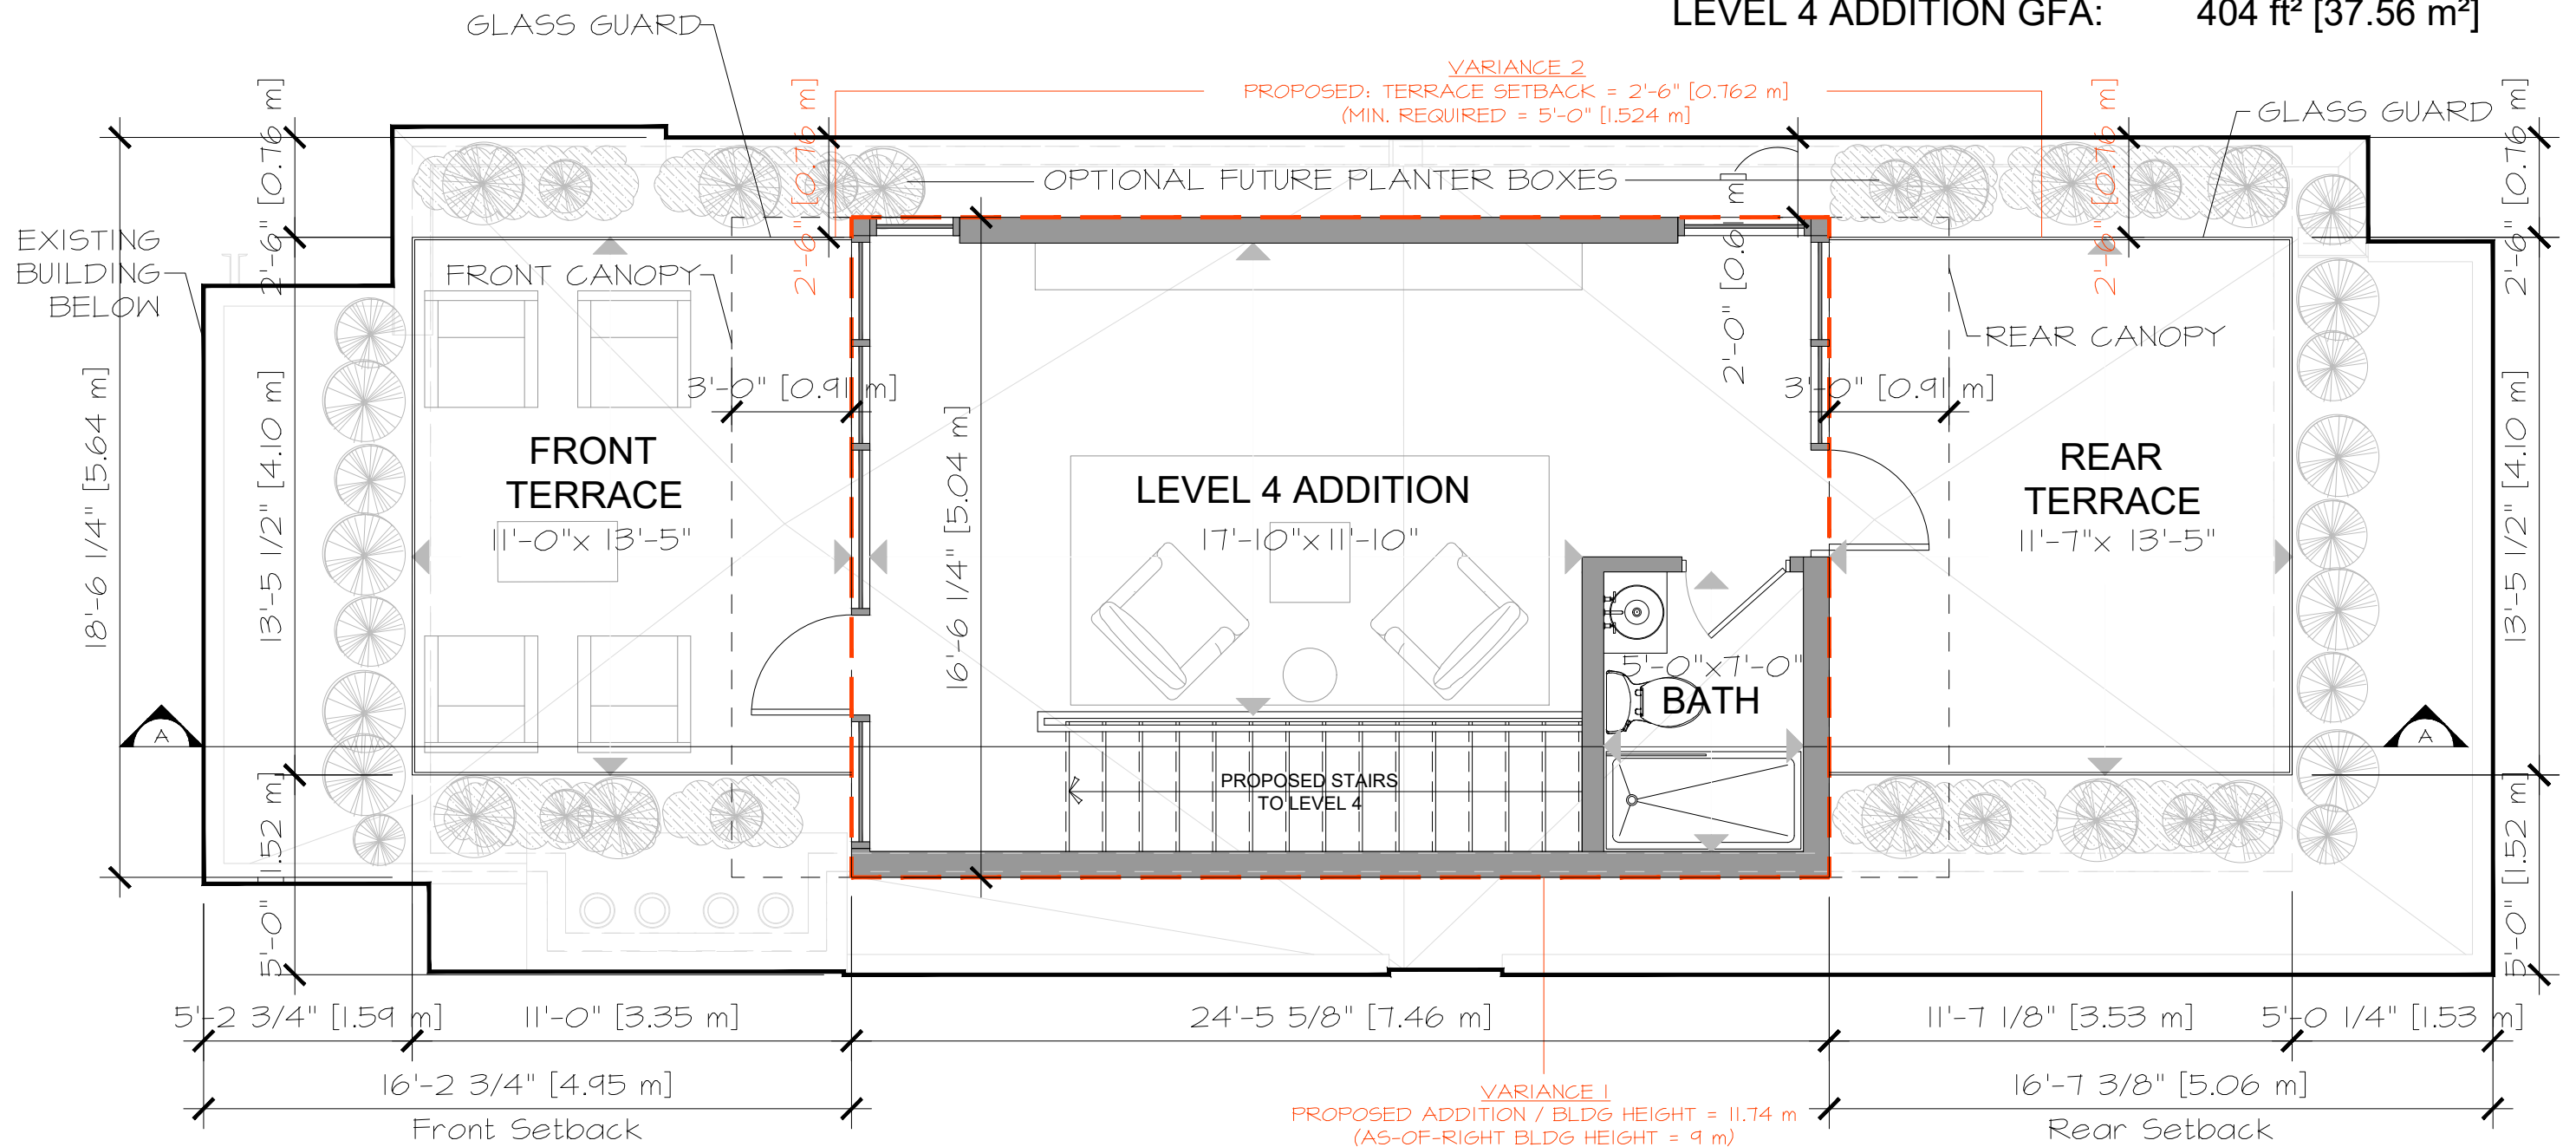 LEVEL 4 ADDITION GFA: 404 ft² [37.56 m²]
GLASS GUARD
VARIANCE 2
PROPOSED: TERRACE SETBACK = 2'-6" [0.762 m]
(MIN. REQUIRED = 5'-0" [1.524 m]
GLASS GUARD
2'-6" [0.76 m]
2'-6" [0.76 m]
2'-6" [0.76 m]
2'-6" [0.76 m]
OPTIONAL FUTURE PLANTER BOXES
EXISTING
BUILDING
BELOW
FRONT CANOPY
2'-0" [0.6 m]
REAR CANOPY
3'-0" [0.91 m]
3'-0" [0.91 m]
18'-6 1/4" [5.64 m]
13'-5 1/2" [4.10 m]
16'-6 1/4" [5.04 m]
13'-5 1/2" [4.10 m]
FRONT
TERRACE
11'-0"x 13'-5"
LEVEL 4 ADDITION
17'-10"x11'-10"
REAR
TERRACE
11'-7"x 13'-5"
5'-0"x7'-0"
BATH
A
A
PROPOSED STAIRS
TO LEVEL 4
5'-0" [1.52 m]
5'-0" [1.52 m]
5'-2 3/4" [1.59 m]
11'-0" [3.35 m]
24'-5 5/8" [7.46 m]
11'-7 1/8" [3.53 m]
5'-0 1/4" [1.53 m]
16'-2 3/4" [4.95 m]
Front Setback
VARIANCE 1
PROPOSED ADDITION / BLDG HEIGHT = 11.74 m
(AS-OF-RIGHT BLDG HEIGHT = 9 m)
16'-7 3/8" [5.06 m]
Rear Setback